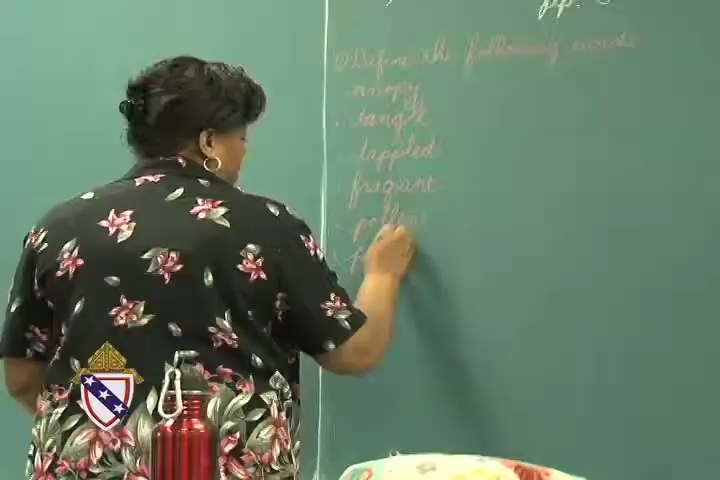 Define the following words
canopy
tangle
dappled
fragrant
pollen